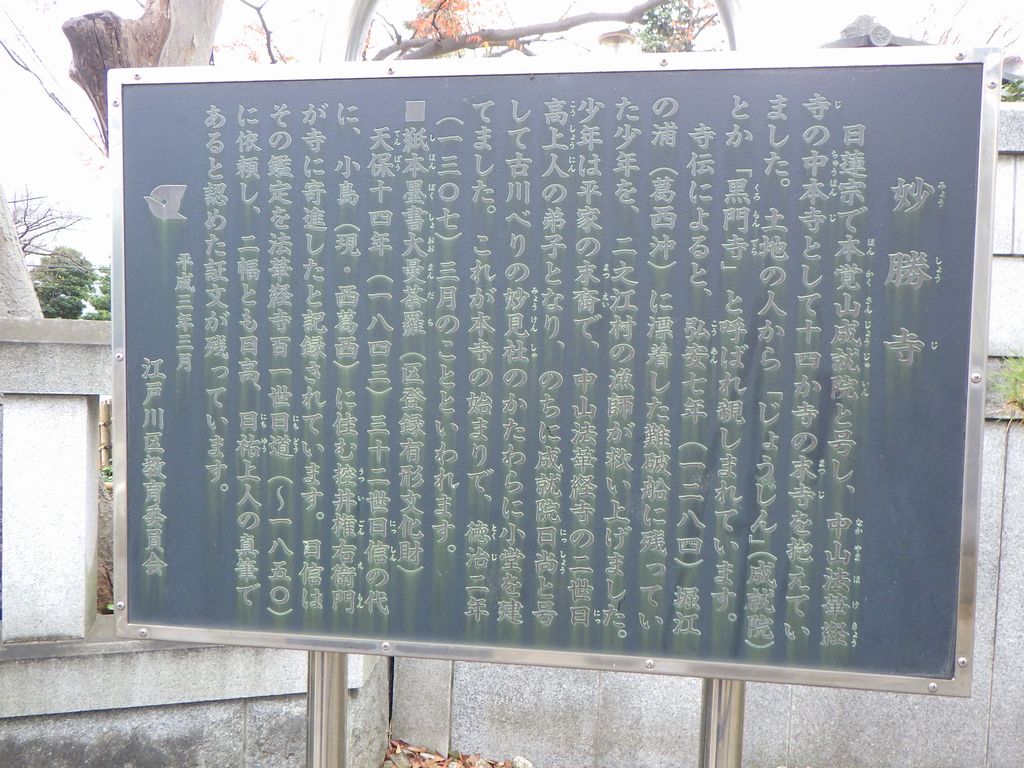 妙勝寺
日蓮宗で本覚山成就院と号し、中山法華経
寺の中本寺として十四か寺の末寺を抱えてい
ました。土地の人から「じょうじん」(成就院)
とか「黒門寺」と呼ばれ親しまれています。
寺伝によると、弘安七年(一二八四)堀江
の浦(葛西沖)に漂着した難破船に残ってい
た少年を、二之江村の漁師が救い上げました。
少年は平家の末裔で、中山法華経寺の二世日
高上人の弟子となり、のちに成就院日尚と号
して古川べりの妙見社のかたわらに小堂を建
てました。これが本寺の始まりで、徳治二年
(一三〇七)三月のことといわれます。
■紙本墨書大曼荼羅(区登録有形文化財)
天保十四年(一八四三)三十二世日信の代
に、小島(現・西葛西)に住む松井権右衛門
が寺に寄進したと記録されています。日信は
その鑑定を法華経寺百一世日道(〜一八五〇)
に依頼し、二幅とも日高、日祐上人の真筆で
あると認めた証文が残っています。
平成三年三月
江戸川区教育委員会